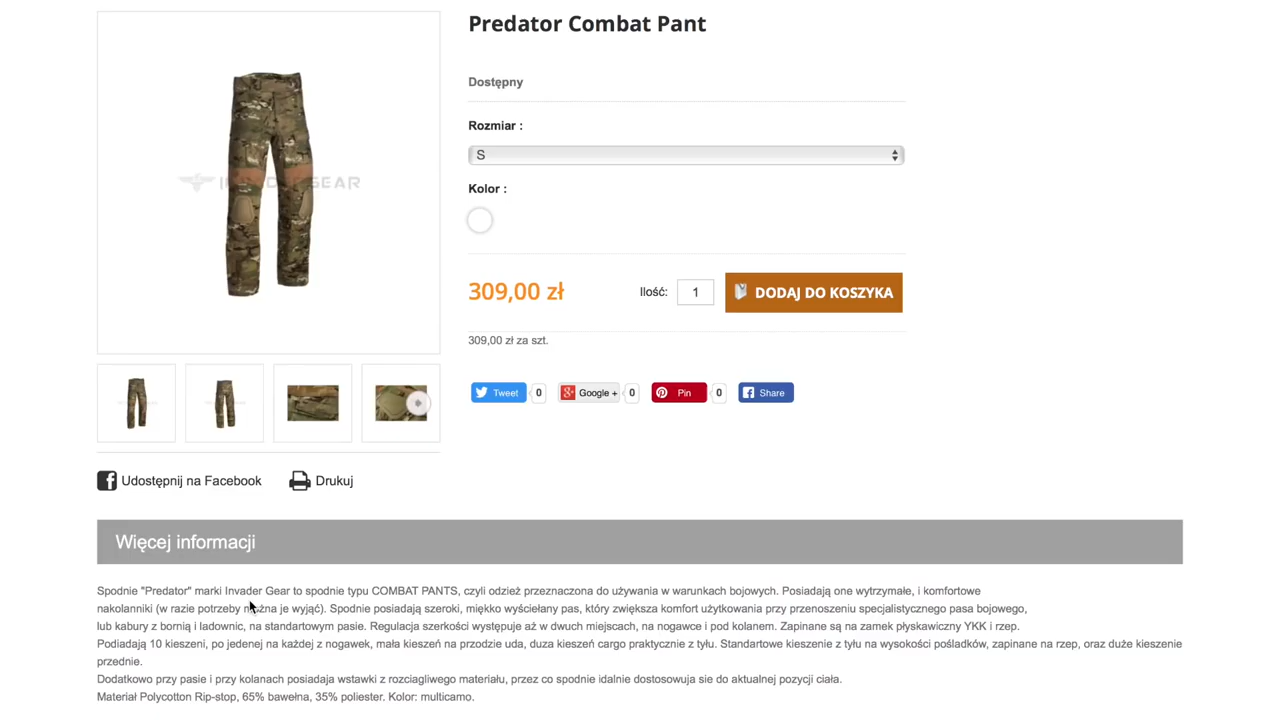 Predator Combat Pant
Dostępny
Rozmiar :
S
Kolor :
309,00 zł
Ilość:
1
DODAJ DO KOSZYKA
309,00 zł za szt.
Tweet 0 Google + 0 Pin 0 Share
Udostępnij na Facebook Drukuj
Więcej informacji
Spodnie "Predator" marki Invader Gear to spodnie typu COMBAT PANTS, czyli odzież przeznaczona do używania w warunkach bojowych. Posiadają one wytrzymałe, i komfortowe
nakolanniki (w razie potrzeby można je wyjąć). Spodnie posiadają szeroki, miękko wyścielany pas, który zwiększa komfort użytkowania przy przenoszeniu specjalistycznego pasa bojowego,
lub kabury z bornią i ladownic, na standartowym pasie. Regulacja szerkości występuje aż w dwuch miejscach, na nogawce i pod kolanem. Zapinane są na zamek płyskawiczny YKK i rzep.
Podiadają 10 kieszeni, po jedenej na każdej z nogawek, mała kieszeń na przodzie uda, duza kieszeń cargo praktycznie z tyłu. Standartowe kieszenie z tyłu na wysokości pośladków, zapinane na rzep, oraz duże kieszenie
przednie.
Dodatkowo przy pasie i przy kolanach posiadaja wstawki z rozciagliwego materiału, przez co spodnie idalnie dostosowuja sie do aktualnej pozycji ciała.
Materiał Polycotton Rip-stop, 65% bawełna, 35% poliester. Kolor: multicamo.